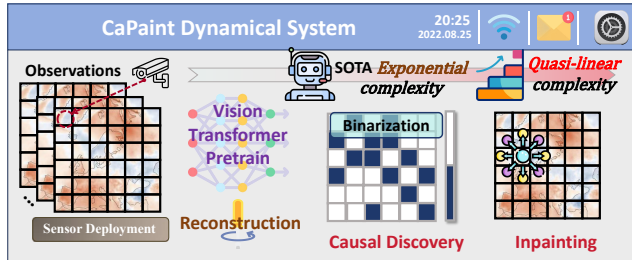 CaPaint Dynamical System
20:25
2022.08.25
1
Observations
SOTA Exponential
complexity
Quasi-linear
complexity
Vision
Transformer
Pretrain
Binarization
Sensor Deployment
Reconstruction
Causal Discovery
Inpainting